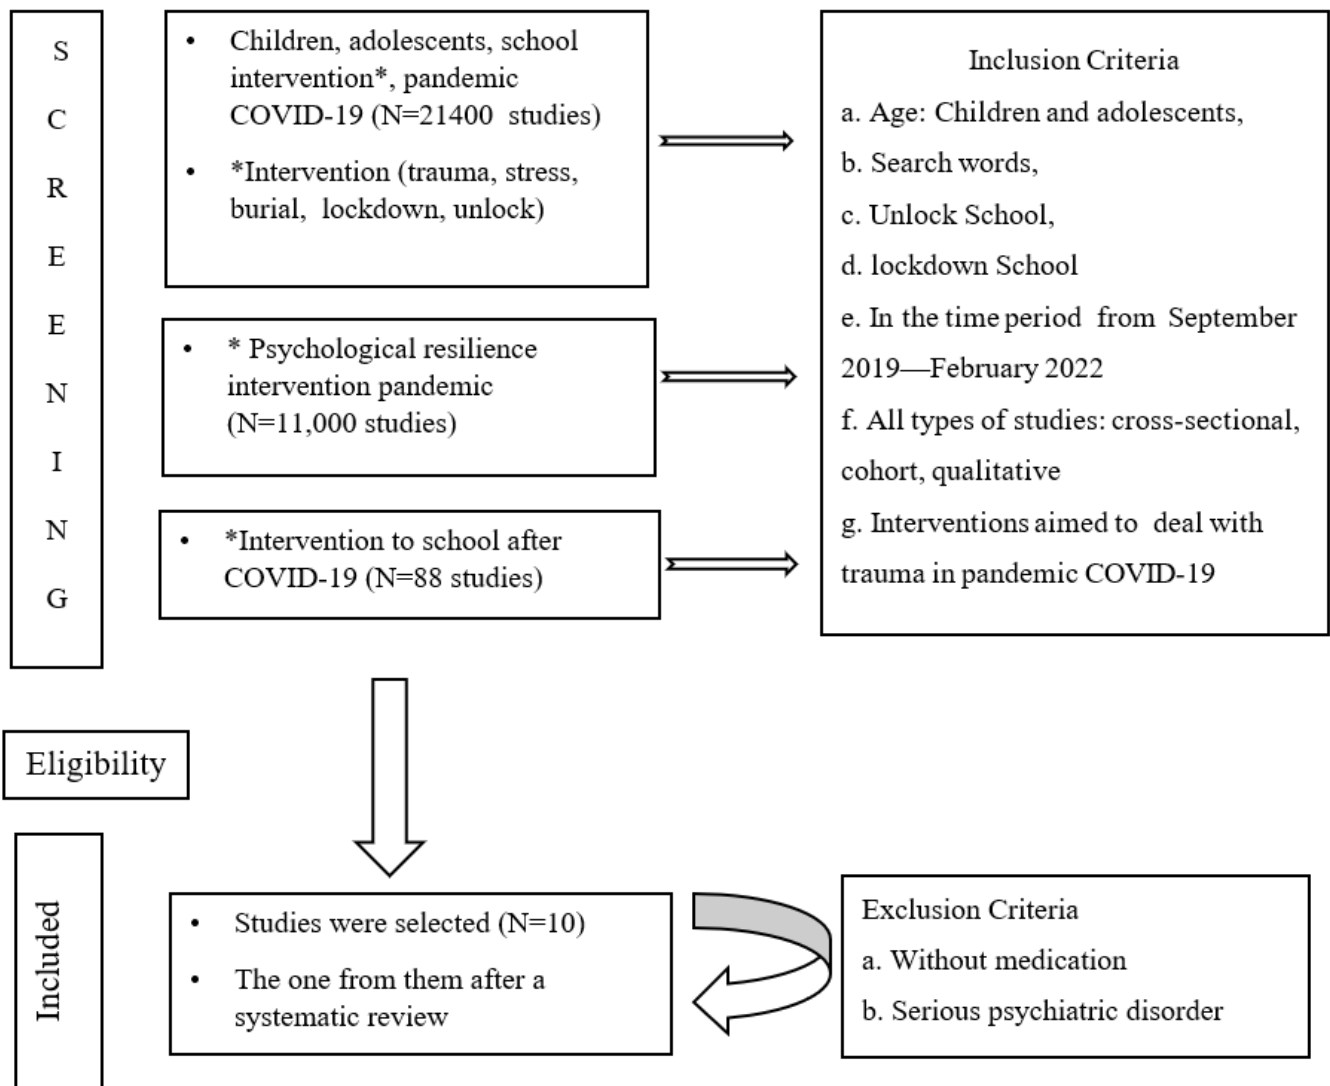 S
C
R
E
E
N
I
N
G
• Children, adolescents, school
intervention*, pandemic
COVID-19 (N=21400 studies)
• *Intervention (trauma, stress,
burial, lockdown, unlock)
• * Psychological resilience
intervention pandemic
(N=11,000 studies)
• *Intervention to school after
COVID-19 (N=88 studies)
Inclusion Criteria
a. Age: Children and adolescents,
b. Search words,
c. Unlock School,
d. lockdown School
e. In the time period from September
2019—February 2022
f. All types of studies: cross-sectional,
cohort, qualitative
g. Interventions aimed to deal with
trauma in pandemic COVID-19
Eligibility
Included
• Studies were selected (N=10)
• The one from them after a
systematic review
Exclusion Criteria
a. Without medication
b. Serious psychiatric disorder